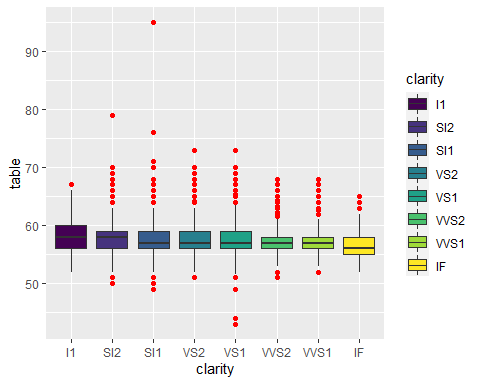 90
80
70
60
50
table
I1 SI2 SI1 VS2 VS1 VVS2 VVS1 IF
clarity
clarity
I1
SI2
SI1
VS2
VS1
VVS2
VVS1
IF